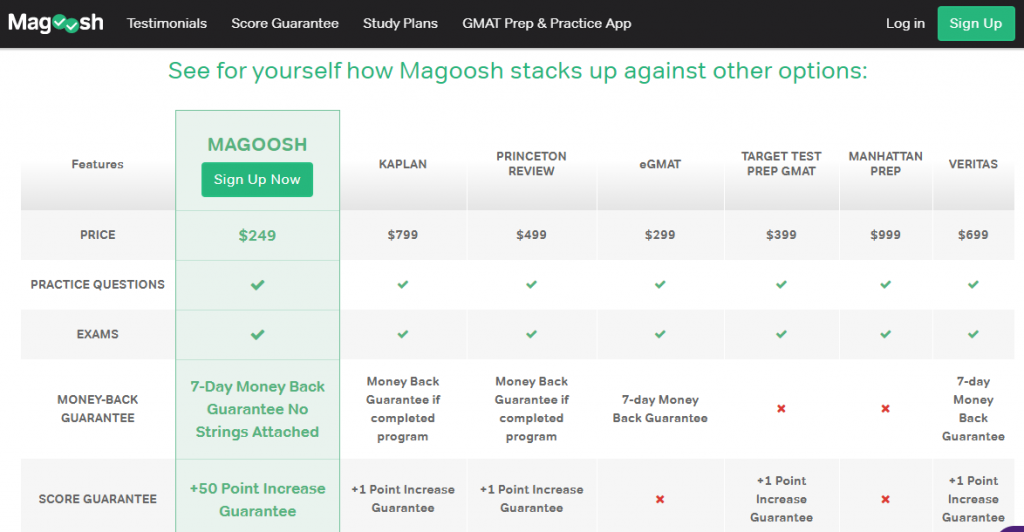 Magoosh Testimonials Score Guarantee Study Plans GMAT Prep & Practice App Log in Sign Up
See for yourself how Magoosh stacks up against other options:
Features
MAGOOSH
Sign Up Now
KAPLAN
PRINCETON
REVIEW
eGMAT
TARGET TEST
PREP GMAT
MANHATTAN
PREP
VERITAS
PRICE $249 $799 $499 $299 $399 $999 $699
PRACTICE QUESTIONS
EXAMS
MONEY-BACK
GUARANTEE
7-Day Money Back
Guarantee No
Strings Attached
Money Back
Guarantee if
completed
program
Money Back
Guarantee if
completed
program
7-day Money
Back Guarantee
7-day
Money
Back
Guarantee
SCORE GUARANTEE
+50 Point Increase
Guarantee
+1 Point Increase
Guarantee
+1 Point Increase
Guarantee
+1 Point
Increase
Guarantee
+1 Point
Increase
Guarantee